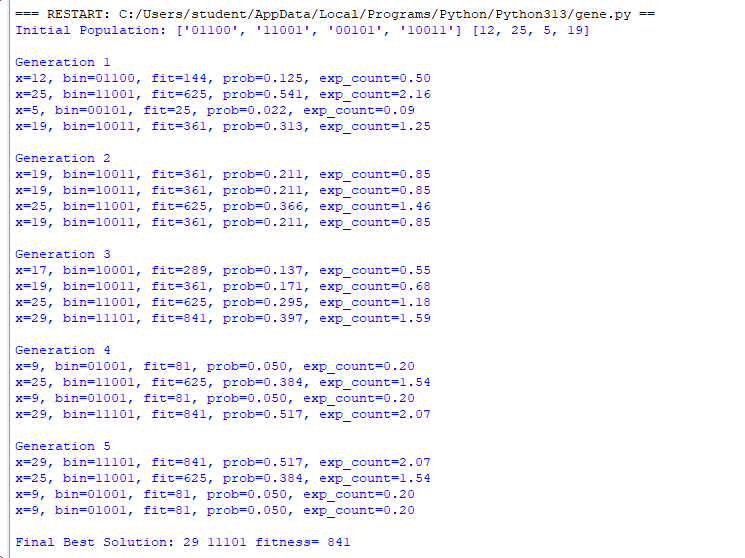 === RESTART: C:/Users/student/AppData/Local/Programs/Python/Python313/gene.py ==
Initial Population: ['01100', '11001', '00101', '10011'] [12, 25, 5, 19]
Generation 1
x=12, bin=01100, fit=144, prob=0.125, exp_count=0.50
x=25, bin=11001, fit=625, prob=0.541, exp_count=2.16
x=5, bin=00101, fit=25, prob=0.022, exp_count=0.09
x=19, bin=10011, fit=361, prob=0.313, exp_count=1.25
Generation 2
x=19, bin=10011, fit=361, prob=0.211, exp_count=0.85
x=19, bin=10011, fit=361, prob=0.211, exp_count=0.85
x=25, bin=11001, fit=625, prob=0.366, exp_count=1.46
x=19, bin=10011, fit=361, prob=0.211, exp_count=0.85
Generation 3
x=17, bin=10001, fit=289, prob=0.137, exp_count=0.55
x=19, bin=10011, fit=361, prob=0.171, exp_count=0.68
x=25, bin=11001, fit=625, prob=0.295, exp_count=1.18
x=29, bin=11101, fit=841, prob=0.397, exp_count=1.59
Generation 4
x=9, bin=01001, fit=81, prob=0.050, exp_count=0.20
x=25, bin=11001, fit=625, prob=0.384, exp_count=1.54
x=9, bin=01001, fit=81, prob=0.050, exp_count=0.20
x=29, bin=11101, fit=841, prob=0.517, exp_count=2.07
Generation 5
x=29, bin=11101, fit=841, prob=0.517, exp_count=2.07
x=25, bin=11001, fit=625, prob=0.384, exp_count=1.54
x=9, bin=01001, fit=81, prob=0.050, exp_count=0.20
x=9, bin=01001, fit=81, prob=0.050, exp_count=0.20
Final Best Solution: 29 11101 fitness= 841